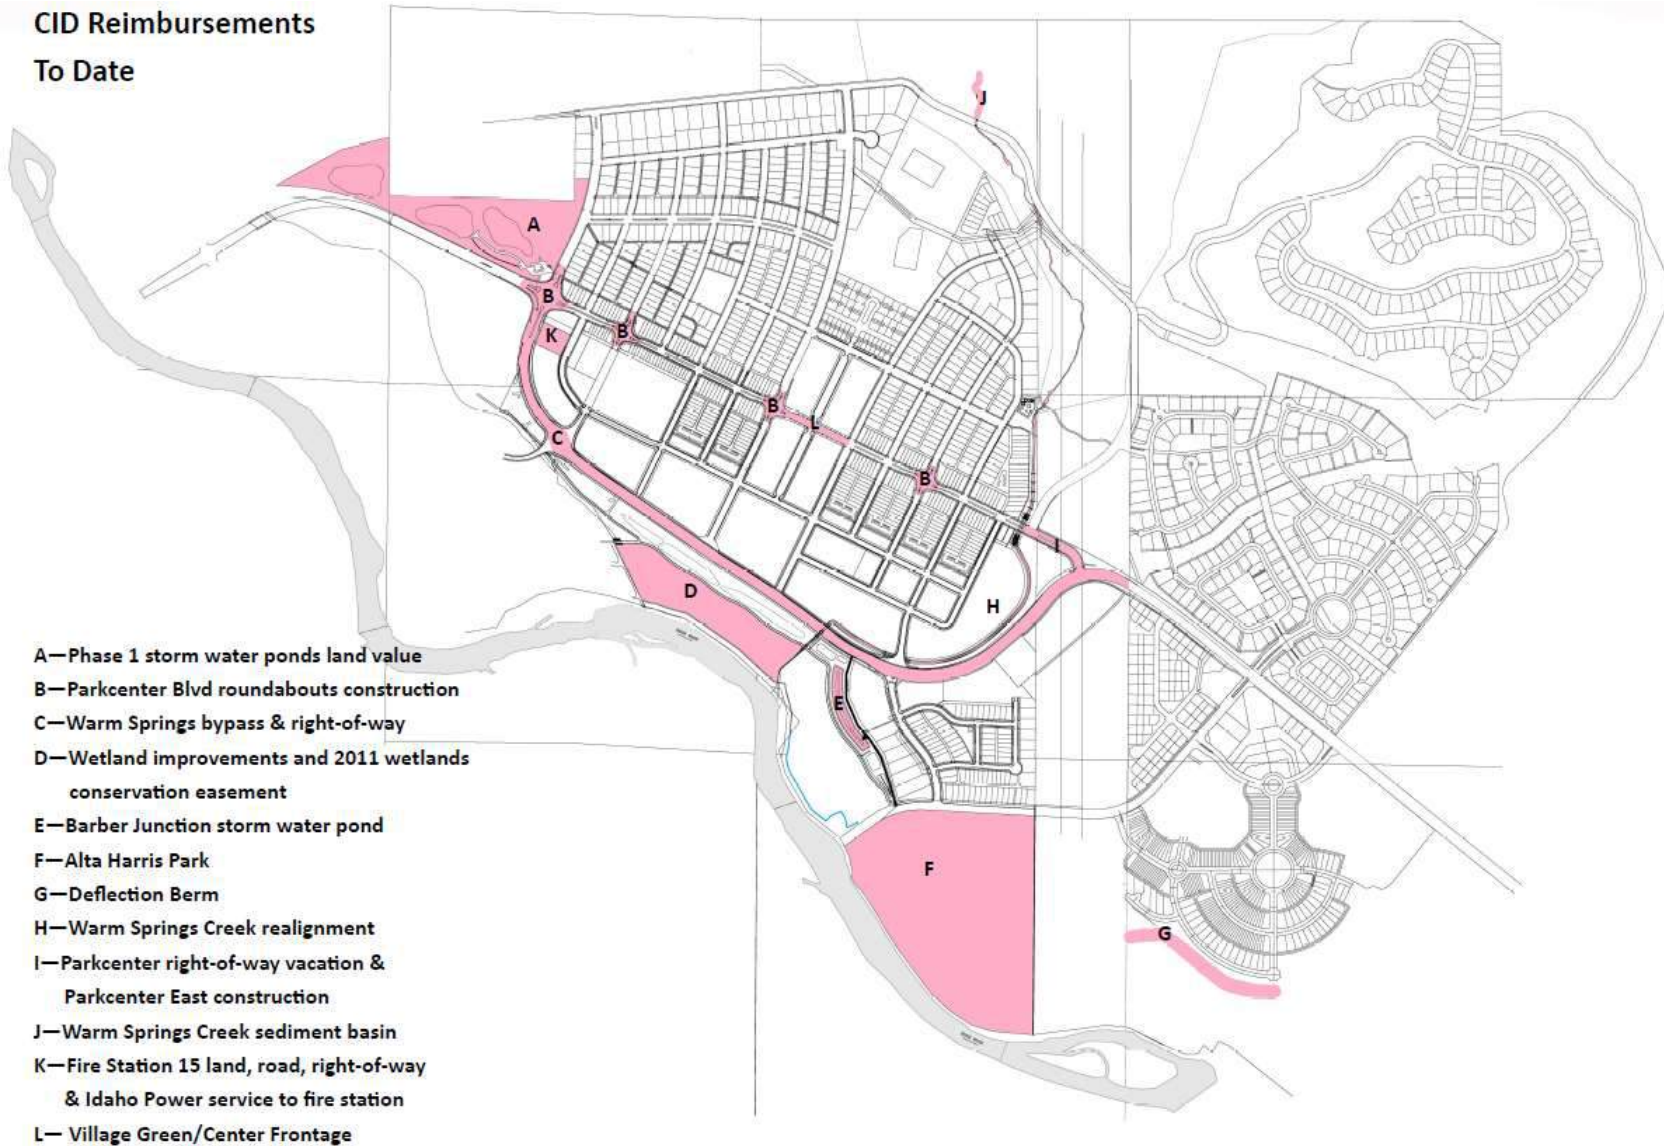 CID Reimbursements
To Date
J
A
B
K
B
B
L
C
B
I
D
H
E
F
G
A—Phase 1 storm water ponds land value
B—Parkcenter Blvd roundabouts construction
C—Warm Springs bypass & right-of-way
D—Wetland improvements and 2011 wetlands
conservation easement
E—Barber Junction storm water pond
F—Alta Harris Park
G—Deflection Berm
H—Warm Springs Creek realignment
I—Parkcenter right-of-way vacation &
Parkcenter East construction
J—Warm Springs Creek sediment basin
K—Fire Station 15 land, road, right-of-way
& Idaho Power service to fire station
L— Village Green/Center Frontage